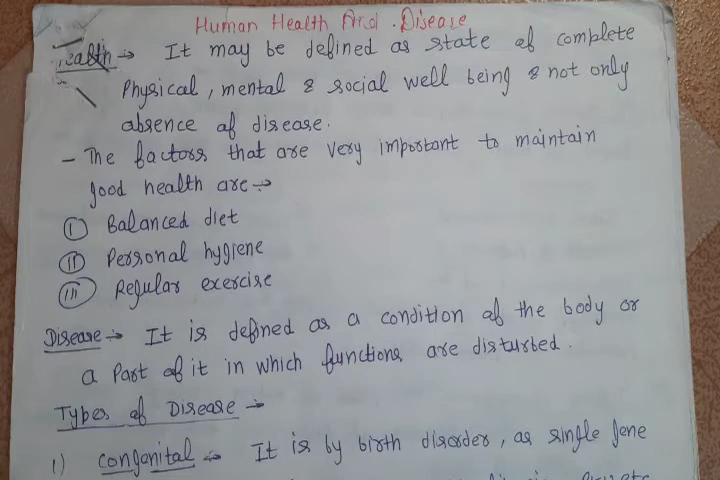 Human Health And Disease
Health → It may be defined as state of complete
Physical, mental & social well being & not only
absence of disease.
- The factors that are very important to maintain
good health are →
(i) Balanced diet
(ii) Personal hygiene
(iii) Regular exercise
Disease → It is defined as a condition of the body or
a Part of it in which functions are disturbed.
Types of Disease →
1) Congenital → It is by birth disorder, as single gene